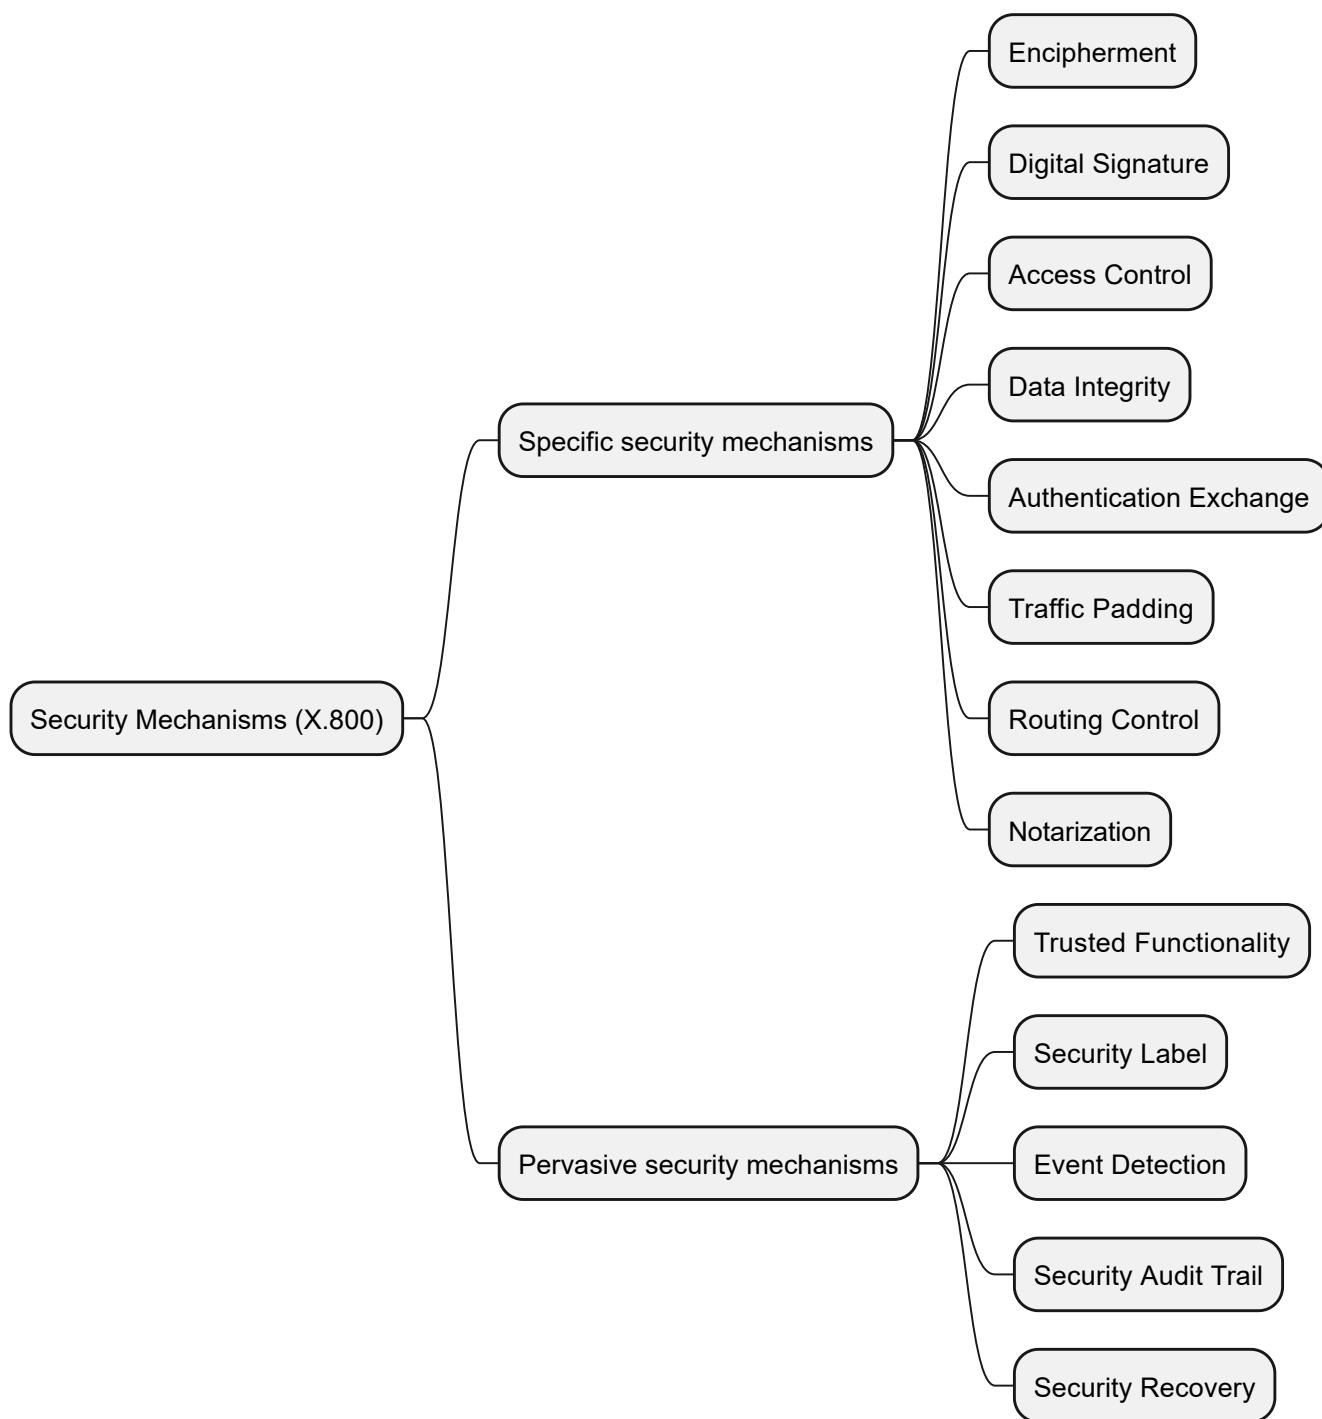 Security Mechanisms (X.800)
Specific security mechanisms
Encipherment
Digital Signature
Access Control
Data Integrity
Authentication Exchange
Traffic Padding
Routing Control
Notarization
Pervasive security mechanisms
Trusted Functionality
Security Label
Event Detection
Security Audit Trail
Security Recovery